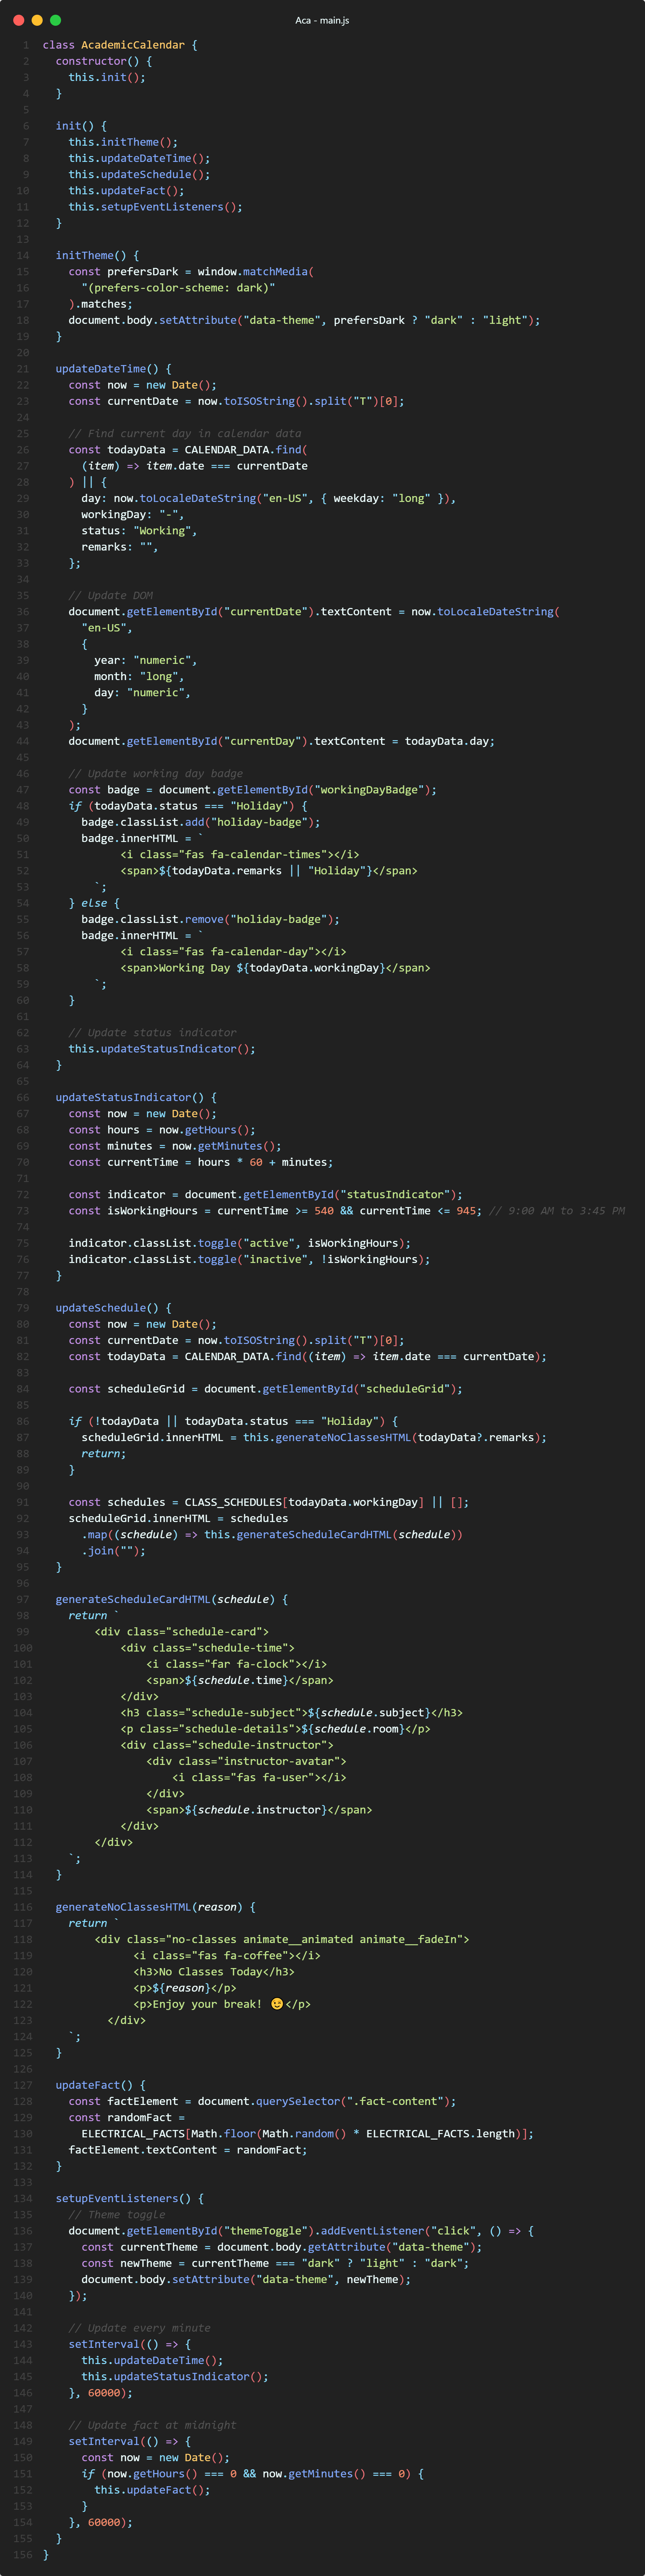 Aca - main.js
1 class AcademicCalendar {
2   constructor() {
3     this.init();
4   }
5
6   init() {
7     this.initTheme();
8     this.updateDateTime();
9     this.updateSchedule();
10     this.updateFact();
11     this.setupEventListeners();
12   }
13
14   initTheme() {
15     const prefersDark = window.matchMedia(
16       "(prefers-color-scheme: dark)"
17     ).matches;
18     document.body.setAttribute("data-theme", prefersDark ? "dark" : "light");
19   }
20
21   updateDateTime() {
22     const now = new Date();
23     const currentDate = now.toISOString().split("T")[0];
24
25     // Find current day in calendar data
26     const todayData = CALENDAR_DATA.find(
27       (item) => item.date === currentDate
28     ) || {
29       day: now.toLocaleDateString("en-US", { weekday: "long" }),
30       workingDay: "-",
31       status: "Working",
32       remarks: "",
33     };
34
35     // Update DOM
36     document.getElementById("currentDate").textContent = now.toLocaleDateString(
37       "en-US",
38       {
39         year: "numeric",
40         month: "long",
41         day: "numeric",
42       }
43     );
44     document.getElementById("currentDay").textContent = todayData.day;
45
46     // Update working day badge
47     const badge = document.getElementById("workingDayBadge");
48     if (todayData.status === "Holiday") {
49       badge.classList.add("holiday-badge");
50       badge.innerHTML = `
51             <i class="fas fa-calendar-times"></i>
52             <span>${todayData.remarks || "Holiday"}</span>
53         `;
54     } else {
55       badge.classList.remove("holiday-badge");
56       badge.innerHTML = `
57             <i class="fas fa-calendar-day"></i>
58             <span>Working Day ${todayData.workingDay}</span>
59         `;
60     }
61
62     // Update status indicator
63     this.updateStatusIndicator();
64   }
65
66   updateStatusIndicator() {
67     const now = new Date();
68     const hours = now.getHours();
69     const minutes = now.getMinutes();
70     const currentTime = hours * 60 + minutes;
71
72     const indicator = document.getElementById("statusIndicator");
73     const isWorkingHours = currentTime >= 540 && currentTime <= 945; // 9:00 AM to 3:45 PM
74
75     indicator.classList.toggle("active", isWorkingHours);
76     indicator.classList.toggle("inactive", !isWorkingHours);
77   }
78
79   updateSchedule() {
80     const now = new Date();
81     const currentDate = now.toISOString().split("T")[0];
82     const todayData = CALENDAR_DATA.find((item) => item.date === currentDate);
83
84     const scheduleGrid = document.getElementById("scheduleGrid");
85
86     if (!todayData || todayData.status === "Holiday") {
87       scheduleGrid.innerHTML = this.generateNoClassesHTML(todayData?.remarks);
88       return;
89     }
90
91     const schedules = CLASS_SCHEDULES[todayData.workingDay] || [];
92     scheduleGrid.innerHTML = schedules
93       .map((schedule) => this.generateScheduleCardHTML(schedule))
94       .join("");
95   }
96
97   generateScheduleCardHTML(schedule) {
98     return `
99         <div class="schedule-card">
100             <div class="schedule-time">
101                 <i class="far fa-clock"></i>
102                 <span>${schedule.time}</span>
103             </div>
104             <h3 class="schedule-subject">${schedule.subject}</h3>
105             <p class="schedule-details">${schedule.room}</p>
106             <div class="schedule-instructor">
107                 <div class="instructor-avatar">
108                     <i class="fas fa-user"></i>
109                 </div>
110                 <span>${schedule.instructor}</span>
111             </div>
112         </div>
113     `;
114   }
115
116   generateNoClassesHTML(reason) {
117     return `
118         <div class="no-classes animate__animated animate__fadeIn">
119               <i class="fas fa-coffee"></i>
120               <h3>No Classes Today</h3>
121               <p>${reason}</p>
122               <p>Enjoy your break! 😉</p>
123           </div>
124     `;
125   }
126
127   updateFact() {
128     const factElement = document.querySelector(".fact-content");
129     const randomFact =
130       ELECTRICAL_FACTS[Math.floor(Math.random() * ELECTRICAL_FACTS.length)];
131     factElement.textContent = randomFact;
132   }
133
134   setupEventListeners() {
135     // Theme toggle
136     document.getElementById("themeToggle").addEventListener("click", () => {
137       const currentTheme = document.body.getAttribute("data-theme");
138       const newTheme = currentTheme === "dark" ? "light" : "dark";
139       document.body.setAttribute("data-theme", newTheme);
140     });
141
142     // Update every minute
143     setInterval(() => {
144       this.updateDateTime();
145       this.updateStatusIndicator();
146     }, 60000);
147
148     // Update fact at midnight
149     setInterval(() => {
150       const now = new Date();
151       if (now.getHours() === 0 && now.getMinutes() === 0) {
152         this.updateFact();
153       }
154     }, 60000);
155   }
156 }